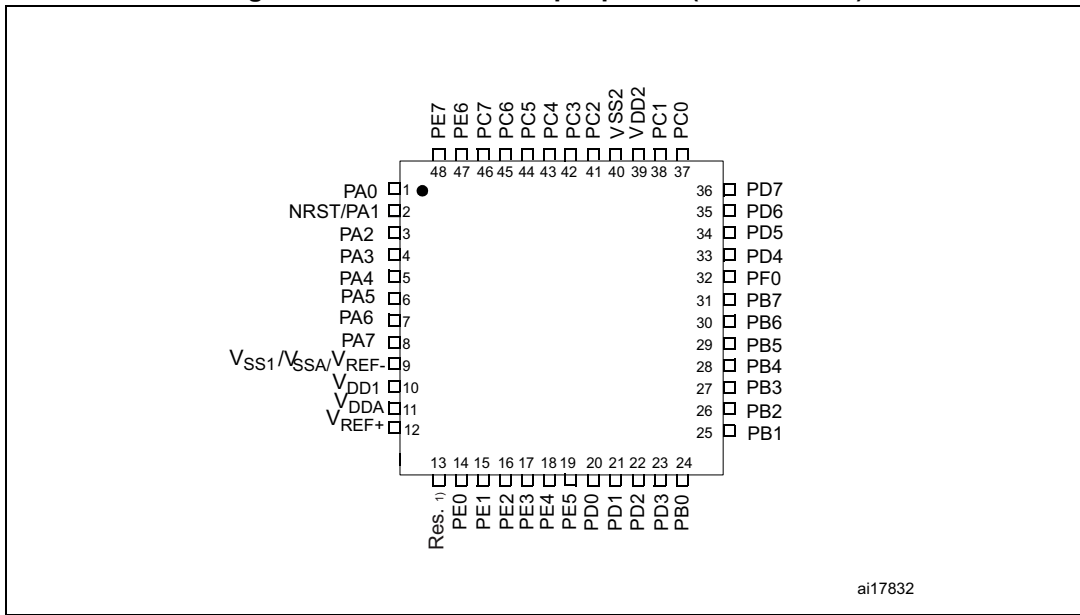 PE7 PE6 PC7 PC6 PC5 PC4 PC3 PC2 VSS2 VDD2 PC1 PC0
48 47 46 45 44 43 42 41 40 39 38 37
PA0 1
NRST/PA1 2
PA2 3
PA3 4
PA4 5
PA5 6
PA6 7
PA7 8
VSS1/VSSA/VREF- 9
VDD1 10
VDDA 11
VREF+ 12
36 PD7
35 PD6
34 PD5
33 PD4
32 PF0
31 PB7
30 PB6
29 PB5
28 PB4
27 PB3
26 PB2
25 PB1
13 14 15 16 17 18 19 20 21 22 23 24
Res. 1) PE0 PE1 PE2 PE3 PE4 PE5 PD0 PD1 PD2 PD3 PB0
ai17832